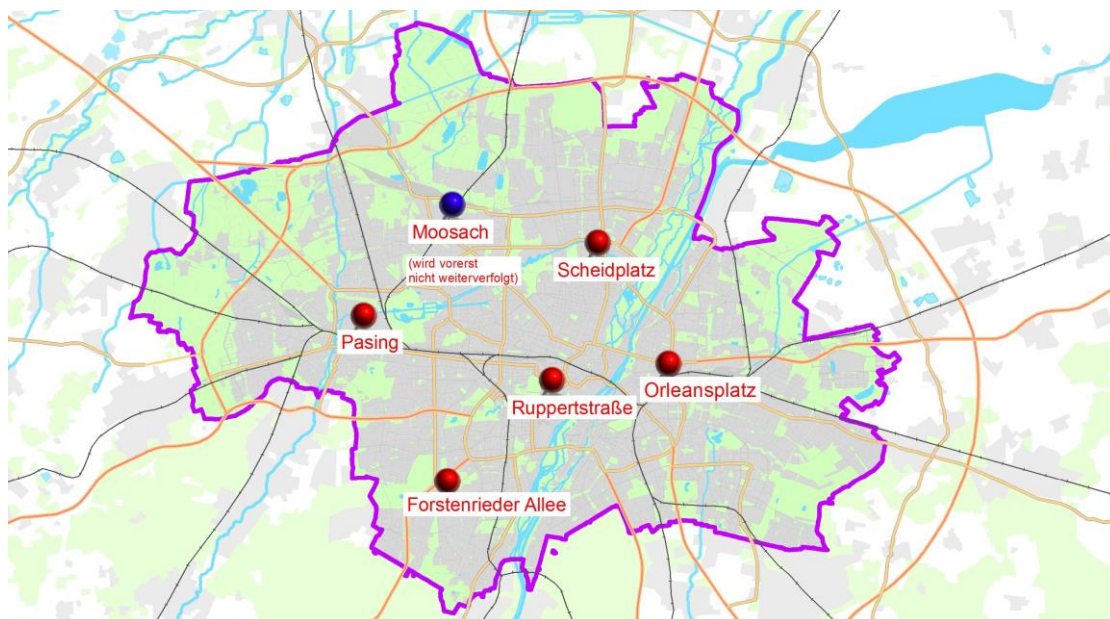 Moosach
(wird vorerst
nicht weiterverfolgt)
Scheidplatz
Pasing
Orleansplatz
Ruppertstraße
Forstenrieder Allee